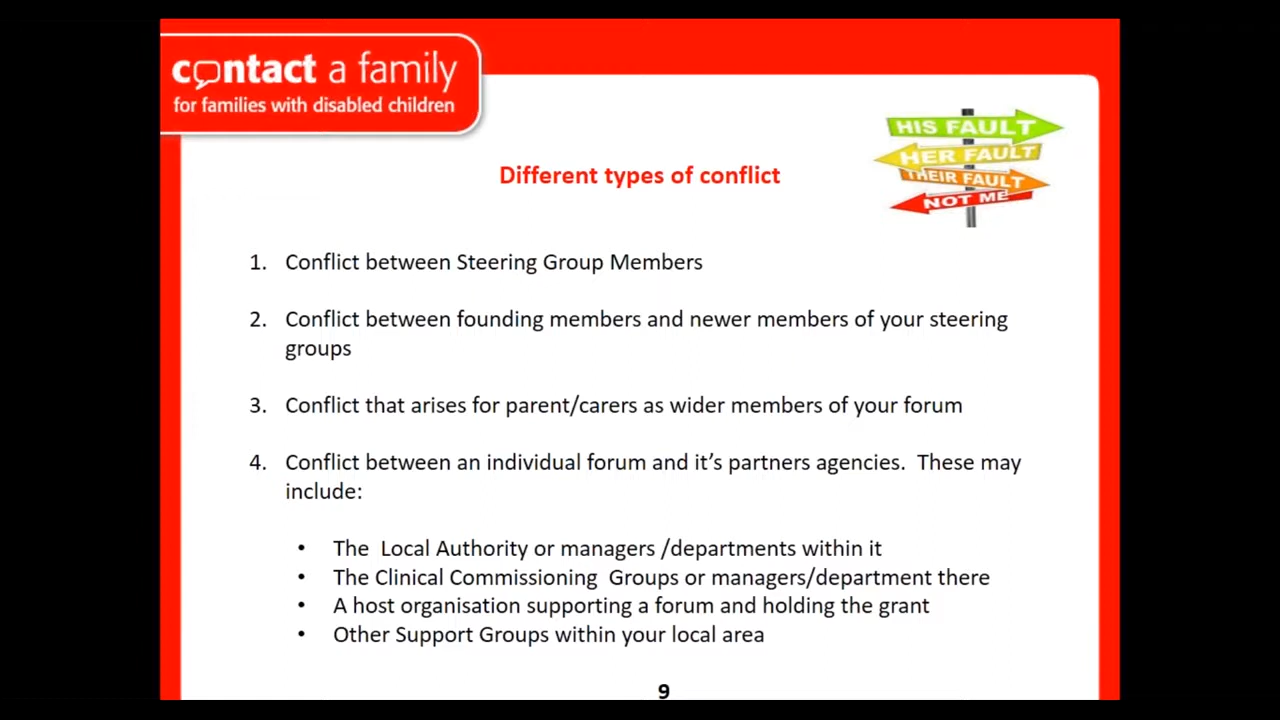 contact a family
for families with disabled children
HIS FAULT
HER FAULT
THEIR FAULT
NOT ME
Different types of conflict
1. Conflict between Steering Group Members
2. Conflict between founding members and newer members of your steering
groups
3. Conflict that arises for parent/carers as wider members of your forum
4. Conflict between an individual forum and it's partners agencies. These may
include:
• The Local Authority or managers /departments within it
• The Clinical Commissioning Groups or managers/department there
• A host organisation supporting a forum and holding the grant
• Other Support Groups within your local area
9